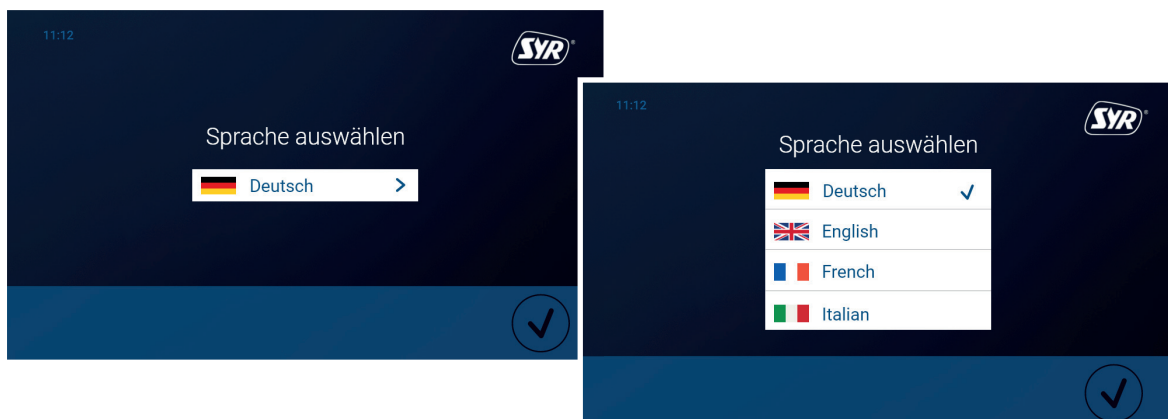 11:12
SYR®
Sprache auswählen
Deutsch
11:12
SYR®
Sprache auswählen
Deutsch
English
French
Italian